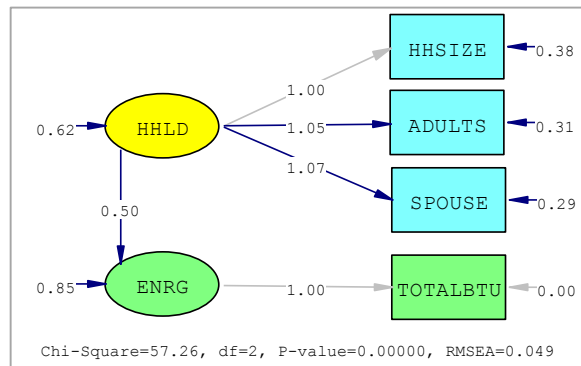 HHSIZE
0.38
1.00
0.62
HHLD
1.05
ADULTS
0.31
1.07
SPOUSE
0.29
0.50
0.85
ENRG
1.00
TOTALBTU
0.00
Chi-Square=57.26, df=2, P-value=0.00000, RMSEA=0.049